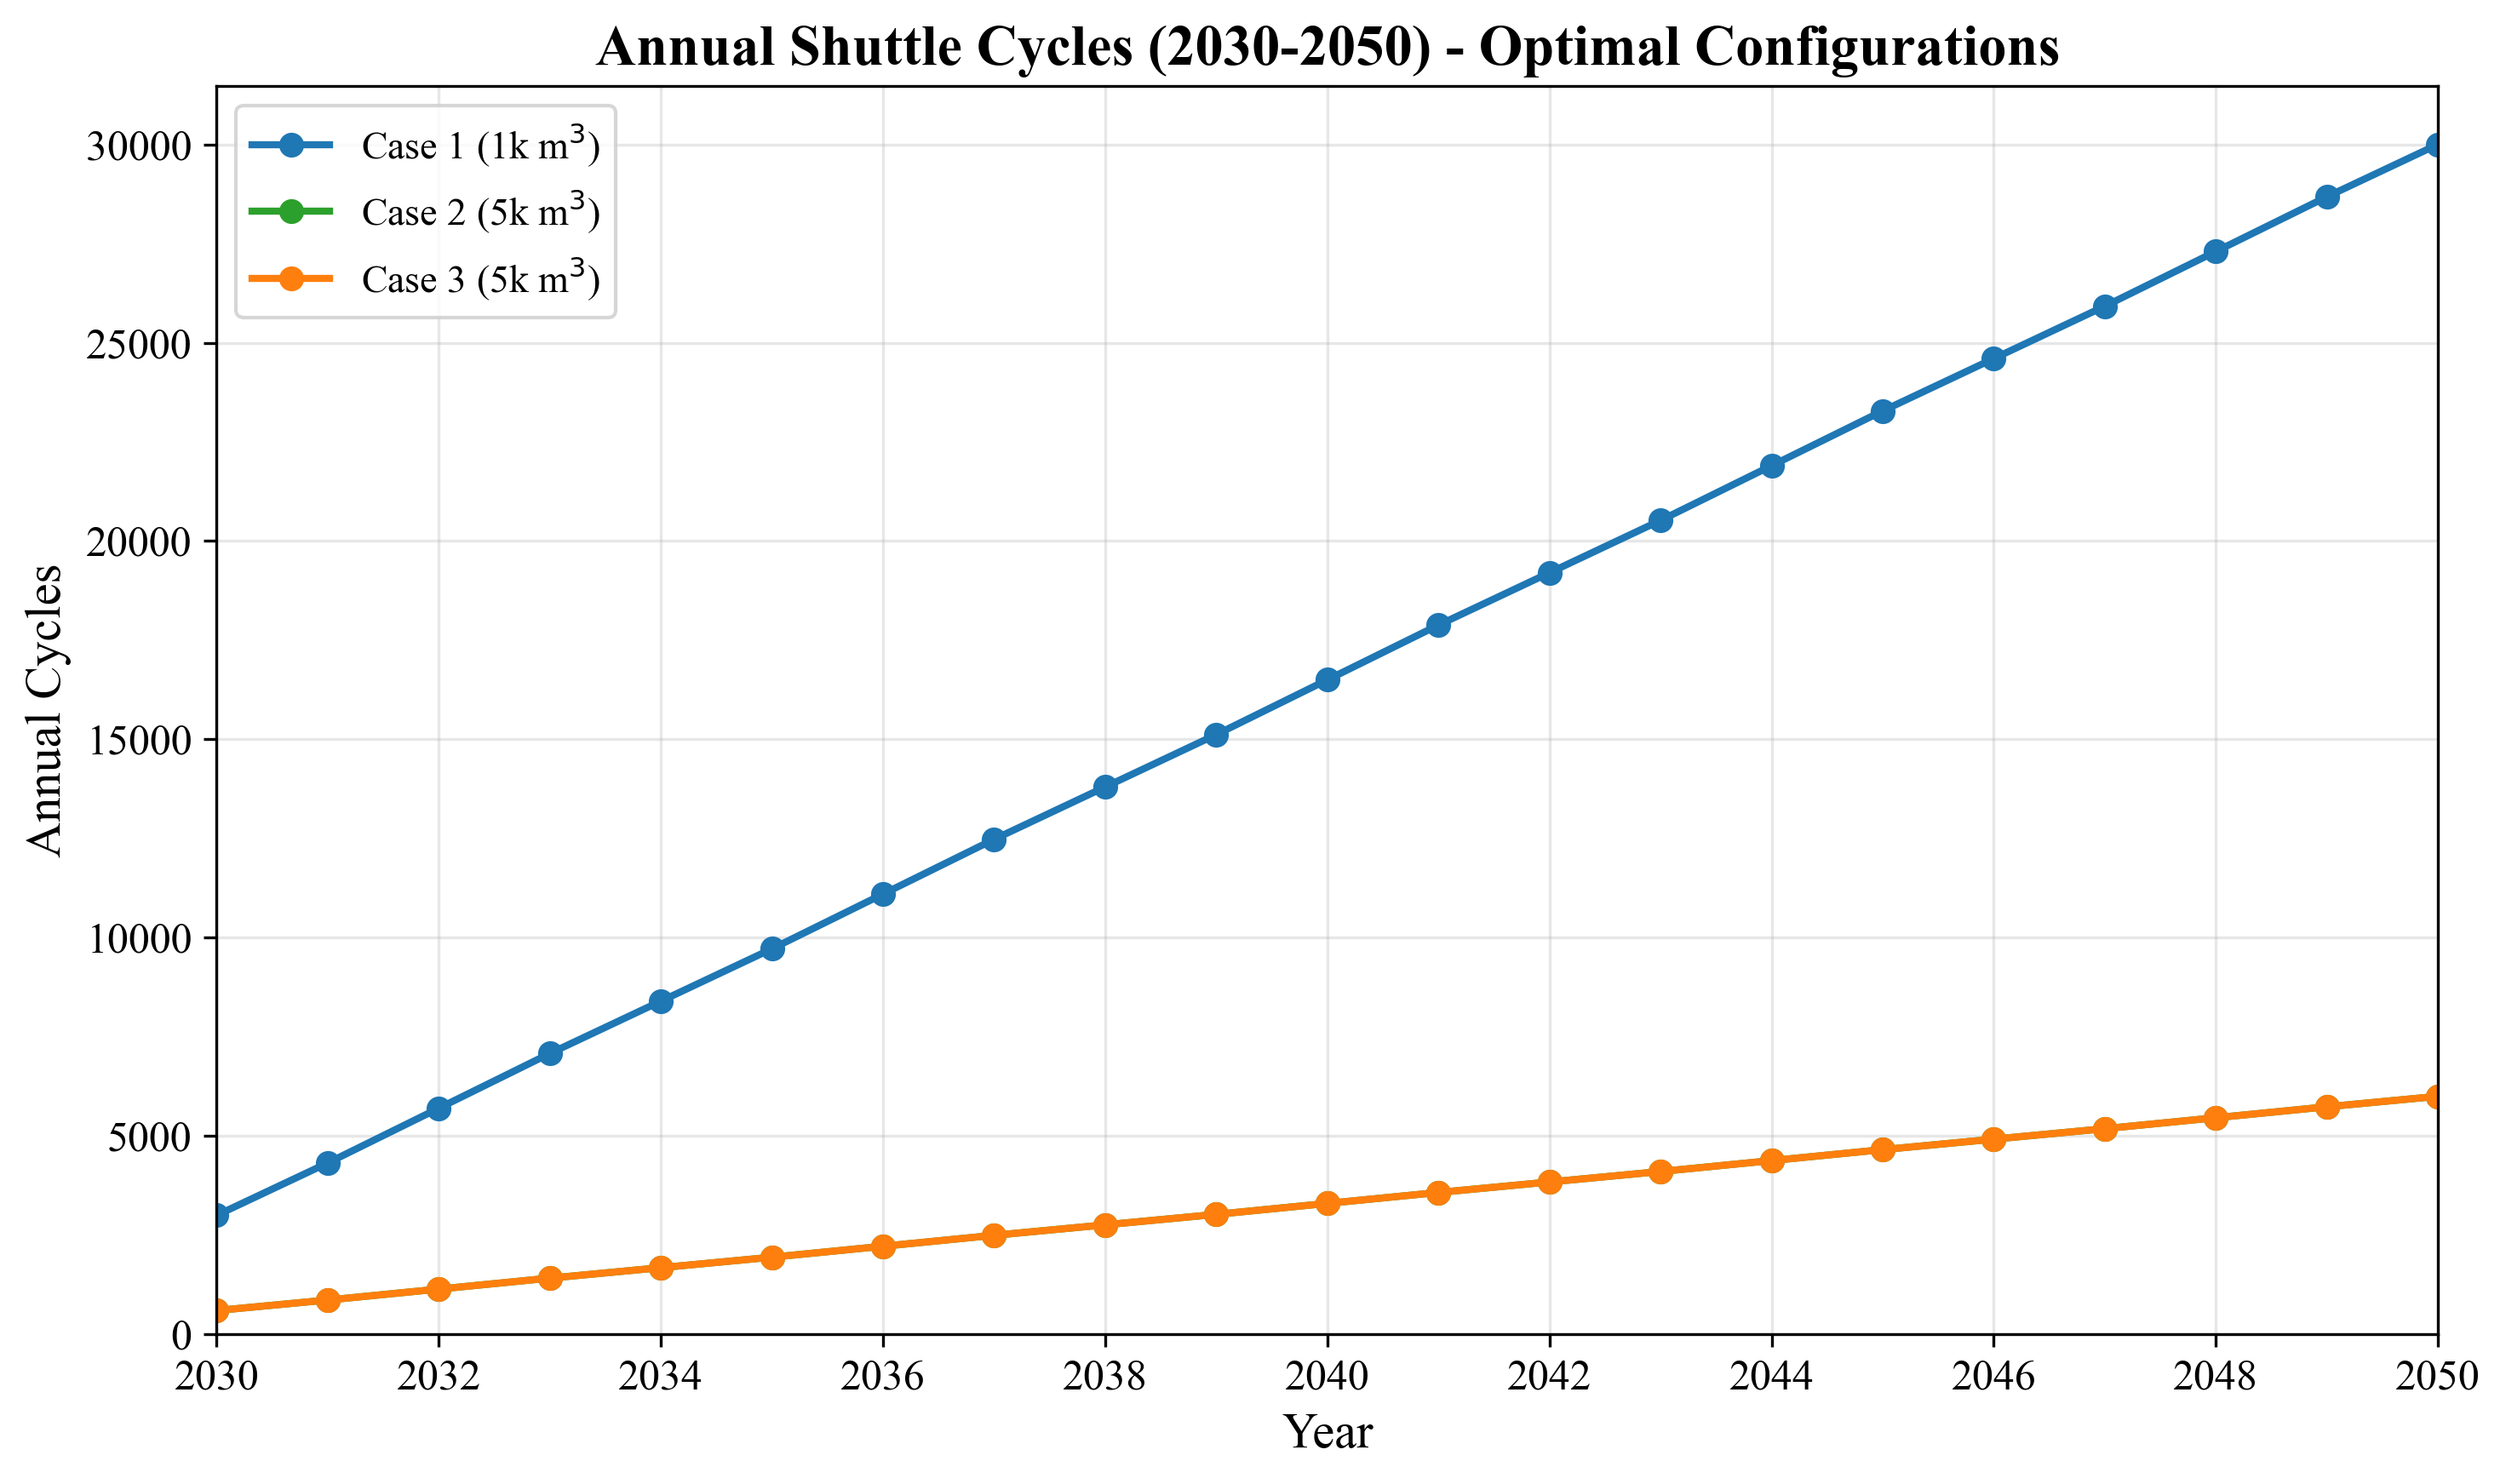 Annual Shuttle Cycles (2030-2050) - Optimal Configurations
Case 1 (1k m³)
Case 2 (5k m³)
Case 3 (5k m³)
30000
25000
20000
15000
10000
5000
0
Annual Cycles
2030 2032 2034 2036 2038 2040 2042 2044 2046 2048 2050
Year